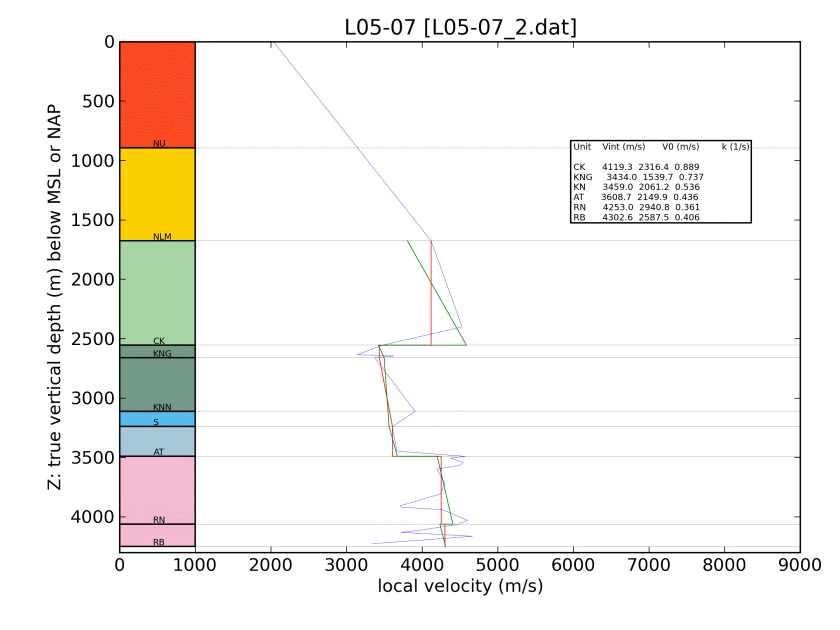 L05-07 [L05-07_2.dat]
Z: true vertical depth (m) below MSL or NAP
0
500
1000
1500
2000
2500
3000
3500
4000
NU
NLM
CK
KNG
KNN
S
AT
RN
RB
Unit Vint (m/s) V0 (m/s) k (1/s)
CK 4119.3 2316.4 0.889
KNG 3434.0 1539.7 0.737
KN 3459.0 2061.2 0.536
AT 3608.7 2149.9 0.436
RN 4253.0 2940.8 0.361
RB 4302.6 2587.5 0.406
0 1000 2000 3000 4000 5000 6000 7000 8000 9000
local velocity (m/s)